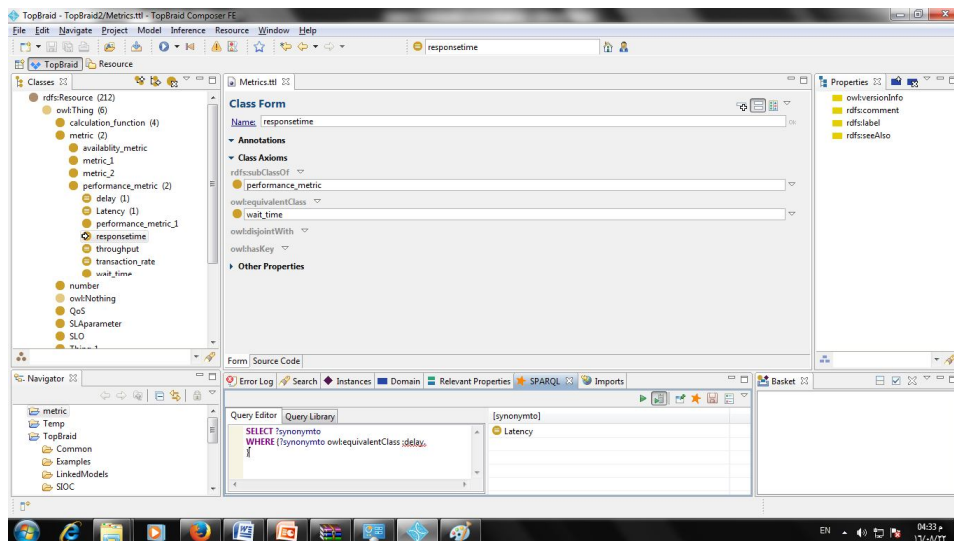 TopBraid - TopBraid2/Metrics.ttl - TopBraid Composer FE
File Edit Navigate Project Model Inference Resource Window Help
responsetime
TopBraid Resource
Classes
rdfs:Resource (212)
owl:Thing (6)
calculation_function (4)
metric (2)
availablity_metric
metric_1
metric_2
performance_metric (2)
delay (1)
Latency (1)
performance_metric_1
responsetime
throughput
transaction_rate
wait_time
number
owl:Nothing
QoS
SLAparameter
SLO
Thing_1
Metrics.ttl
Class Form
Name: responsetime
Annotations
Class Axioms
rdfs:subClassOf
performance_metric
owl:equivalentClass
wait_time
owl:disjointWith
owl:hasKey
Other Properties
Form Source Code
Properties
owl:versionInfo
rdfs:comment
rdfs:label
rdfs:seeAlso
Navigator
metric
Temp
TopBraid
Common
Examples
LinkedModels
SIOC
Error Log Search Instances Domain Relevant Properties SPARQL Imports
Query Editor Query Library
SELECT ?synonymto
WHERE {?synonymto owl:equivalentClass :delay.
}
[synonymto]
Latency
Basket
EN
04:33 م
١٦/٠٨/٢٢